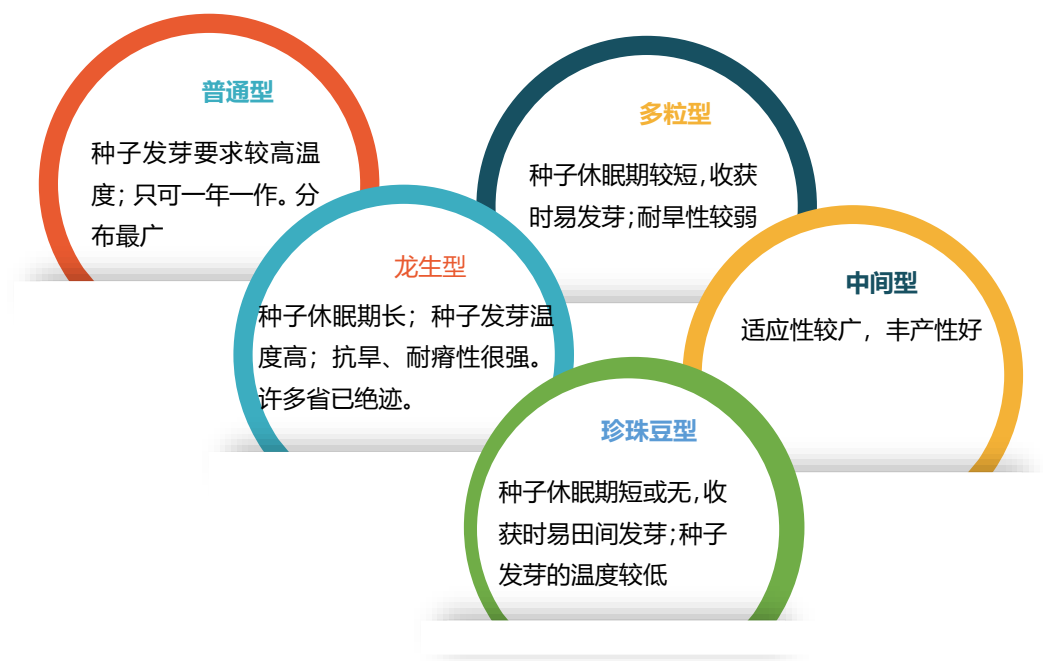 普通型
种子发芽要求较高温
度；只可一年一作。分
布最广
多粒型
种子休眠期较短，收获
时易发芽；耐旱性较弱
龙生型
种子休眠期长；种子发芽温
度高；抗旱、耐瘠性很强。
许多省已绝迹。
中间型
适应性较广，丰产性好
珍珠豆型
种子休眠期短或无，收
获时易田间发芽；种子
发芽的温度较低